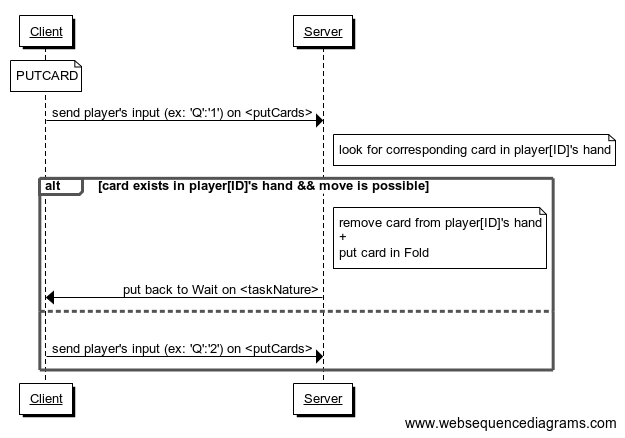 Client Server
PUTCARD
send player's input (ex: 'Q':'1') on <putCards>
look for corresponding card in player[ID]'s hand
alt [card exists in player[ID]'s hand && move is possible]
remove card from player[ID]'s hand
+
put card in Fold
put back to Wait on <taskNature>
send player's input (ex: 'Q':'2') on <putCards>
Client Server
www.websequencediagrams.com